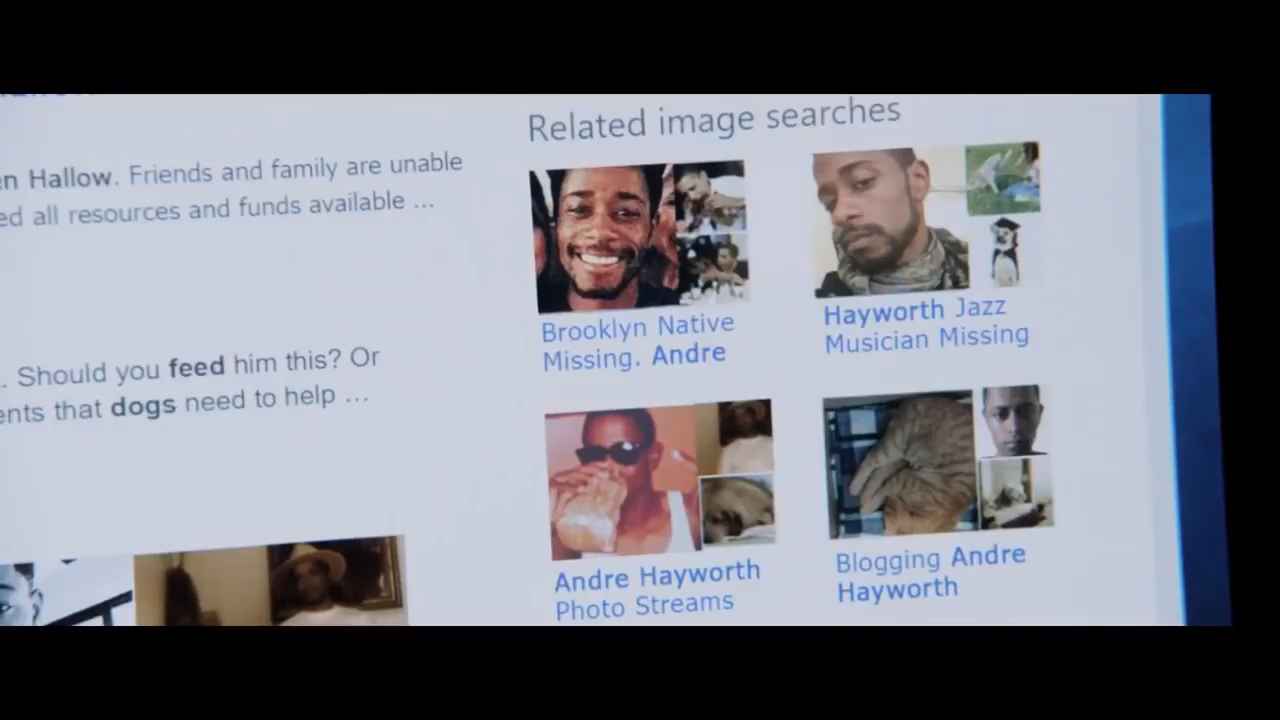 en Hallow. Friends and family are unable
ed all resources and funds available ...
. Should you feed him this? Or
ents that dogs need to help ...
Related image searches
Brooklyn Native
Missing. Andre
Hayworth Jazz
Musician Missing
Andre Hayworth
Photo Streams
Blogging Andre
Hayworth